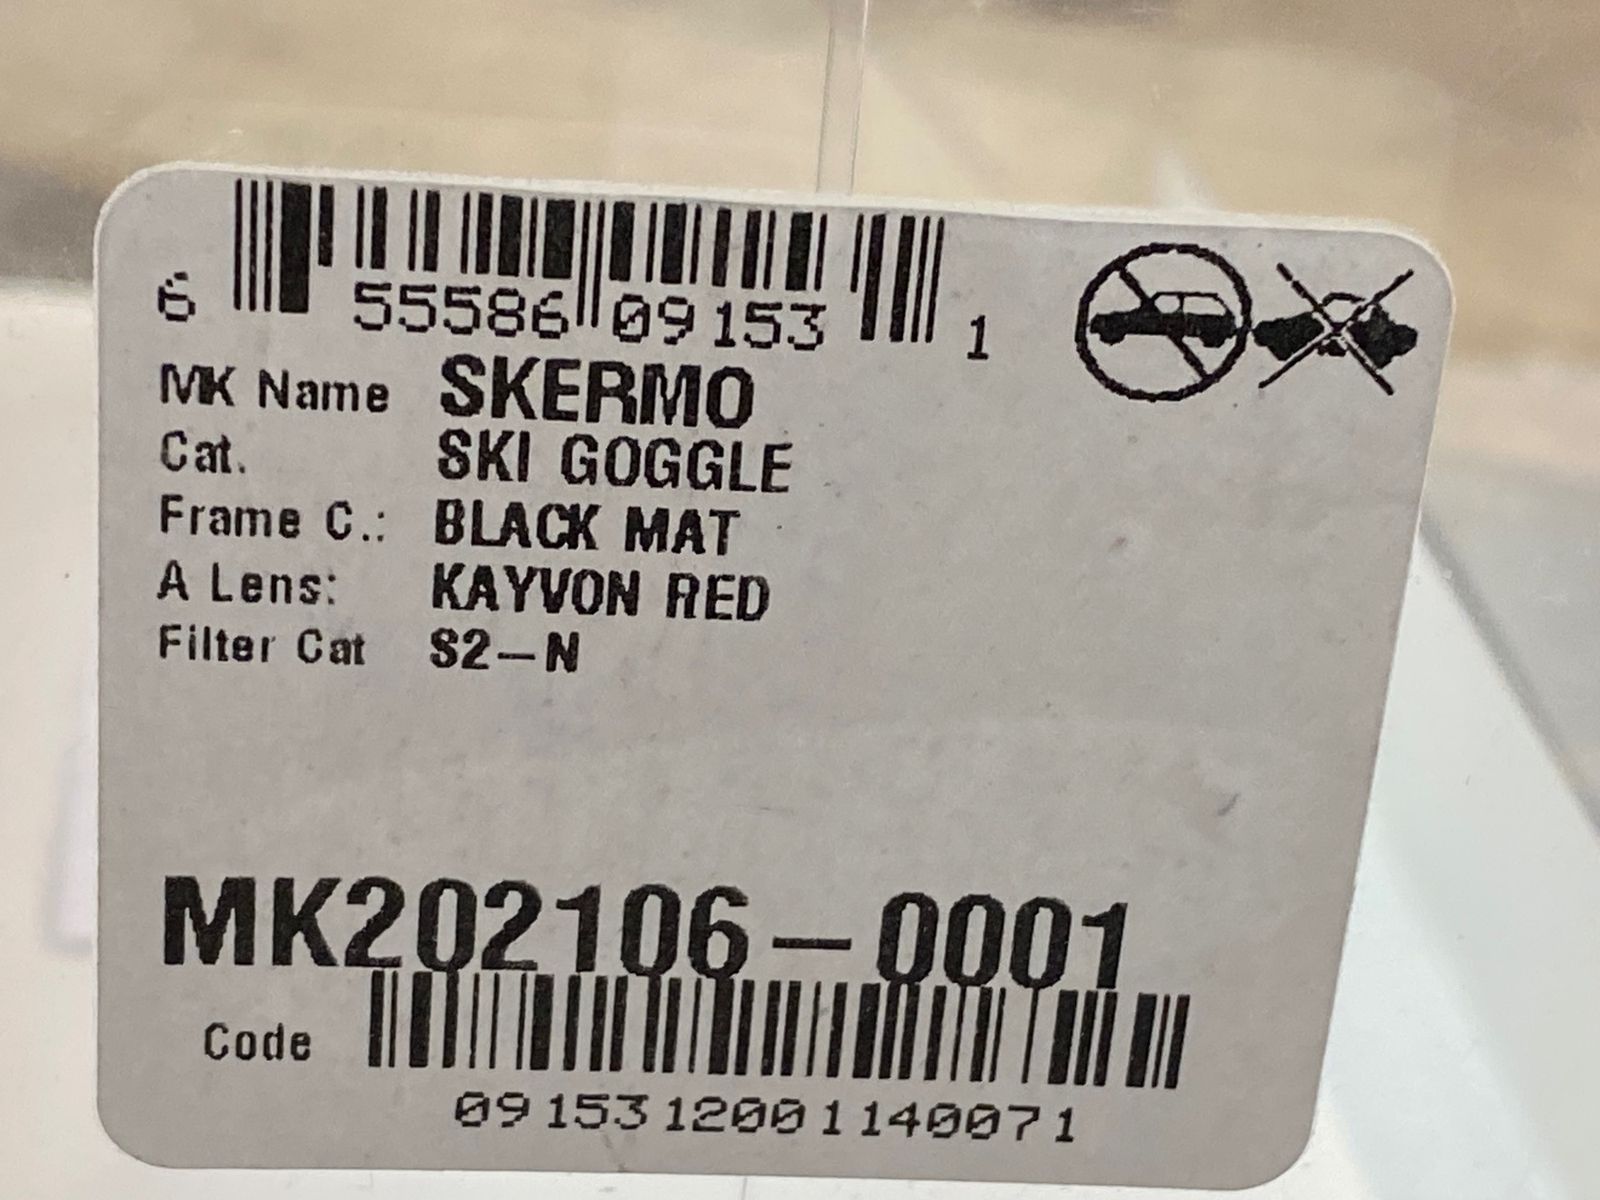 6 55586 09153 1
MK Name SKERMO
Cat. SKI GOGGLE
Frame C.: BLACK MAT
A Lens: KAYVON RED
Filter Cat S2-N
MK202106-0001
Code
0915312001140071